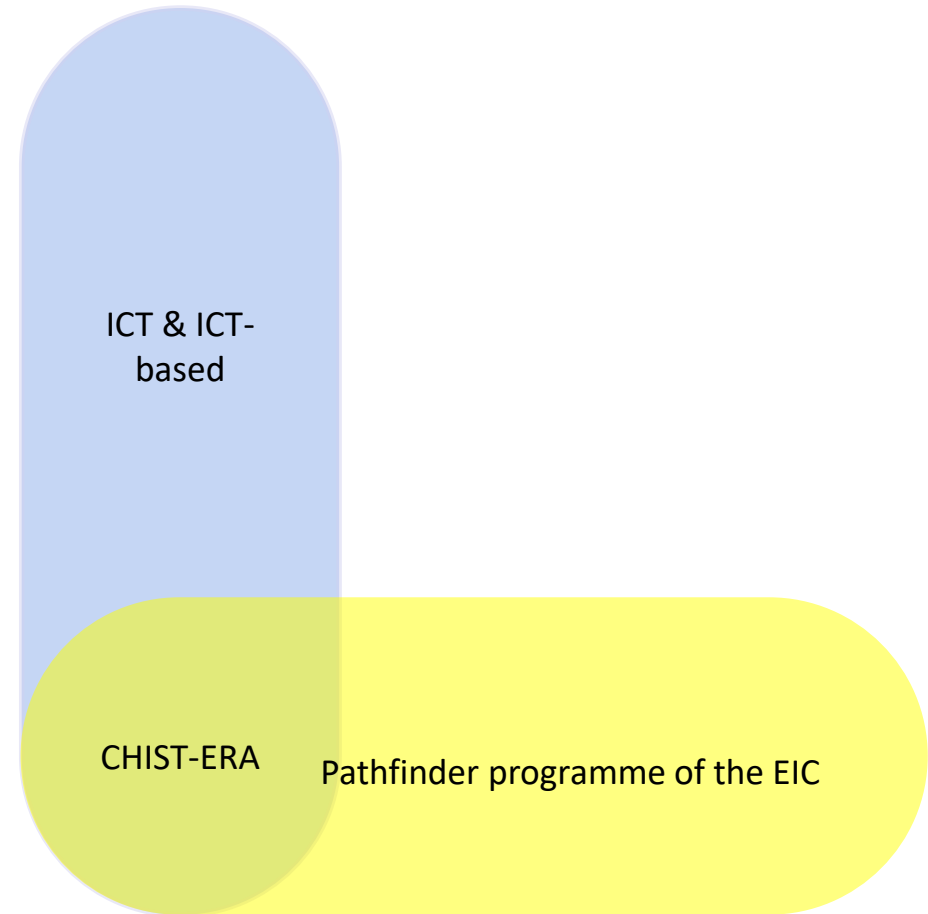 ICT & ICT-
based
CHIST-ERA
Pathfinder programme of the EIC